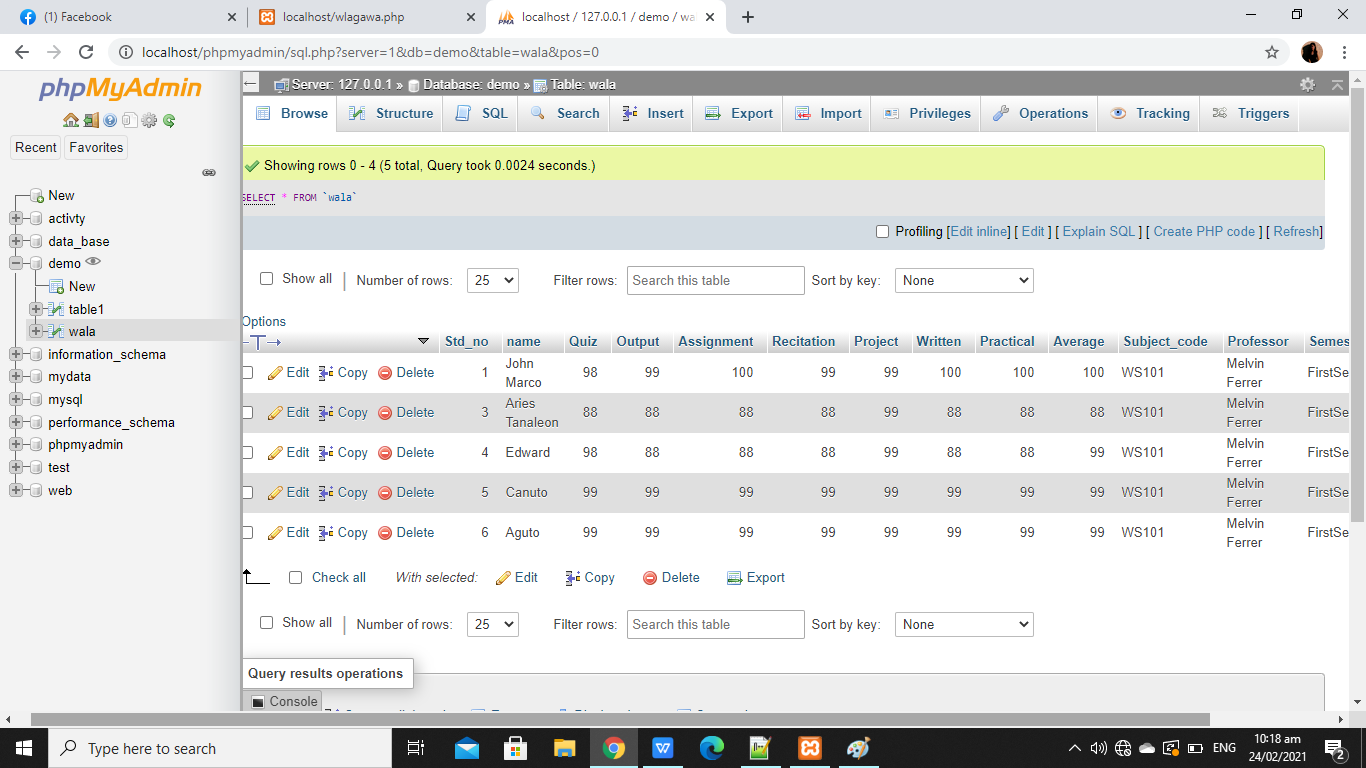 (1) Facebook
localhost/wlagawa.php
localhost / 127.0.0.1 / demo / wa
localhost/phpmyadmin/sql.php?server=1&db=demo&table=wala&pos=0
phpMyAdmin
Recent Favorites
New
activty
data_base
demo
New
table1
wala
information_schema
mydata
mysql
performance_schema
phpmyadmin
test
web
Server: 127.0.0.1 » Database: demo » Table: wala
Browse Structure SQL Search Insert Export Import Privileges Operations Tracking Triggers
Showing rows 0 - 4 (5 total, Query took 0.0024 seconds.)
SELECT * FROM `wala`
Profiling [Edit inline] [ Edit ] [ Explain SQL ] [ Create PHP code ] [ Refresh]
Show all | Number of rows: 25 Filter rows: Search this table Sort by key: None
Options
Std_no name Quiz Output Assignment Recitation Project Written Practical Average Subject_code Professor Semes
Edit Copy Delete 1 John Marco 98 99 100 99 99 100 100 100 WS101 Melvin Ferrer FirstSe
Edit Copy Delete 3 Aries Tanaleon 88 88 88 88 99 88 88 88 WS101 Melvin Ferrer FirstSe
Edit Copy Delete 4 Edward 98 88 88 88 99 88 88 99 WS101 Melvin Ferrer FirstSe
Edit Copy Delete 5 Canuto 99 99 99 99 99 99 99 99 WS101 Melvin Ferrer FirstSe
Edit Copy Delete 6 Aguto 99 99 99 99 99 99 99 99 WS101 Melvin Ferrer FirstSe
Check all With selected: Edit Copy Delete Export
Show all | Number of rows: 25 Filter rows: Search this table Sort by key: None
Query results operations
Console
Type here to search
ENG
10:18 am
24/02/2021
2